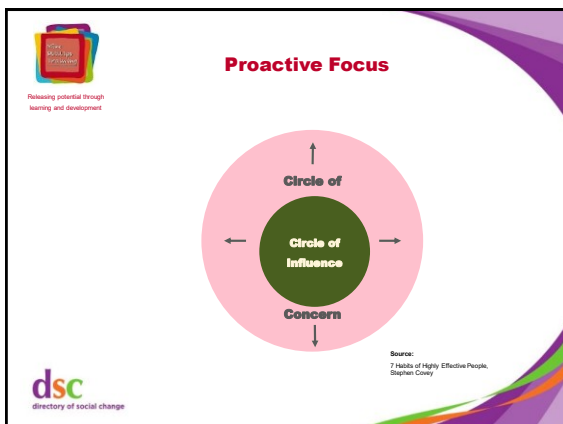 Proactive Focus
Releasing potential through
learning and development
Circle of
Circle of
Influence
Concern
Source:
7 Habits of Highly Effective People,
Stephen Covey
dsc
directory of social change